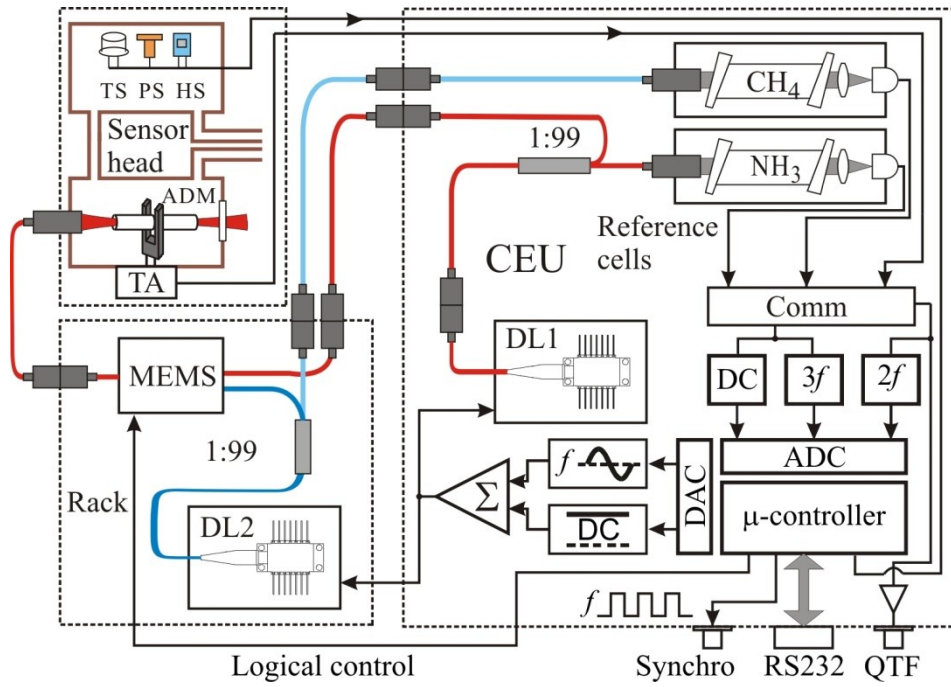 TS PS HS
Sensor
head
ADM
TA
1:99
CH₄
NH₃
Reference
cells
CEU
Comm
DL1
MEMS
1:99
Rack
DL2
DC
3f
2f
ADC
DAC
f
DC
Σ
μ-controller
f
Logical control
Synchro
RS232
QTF